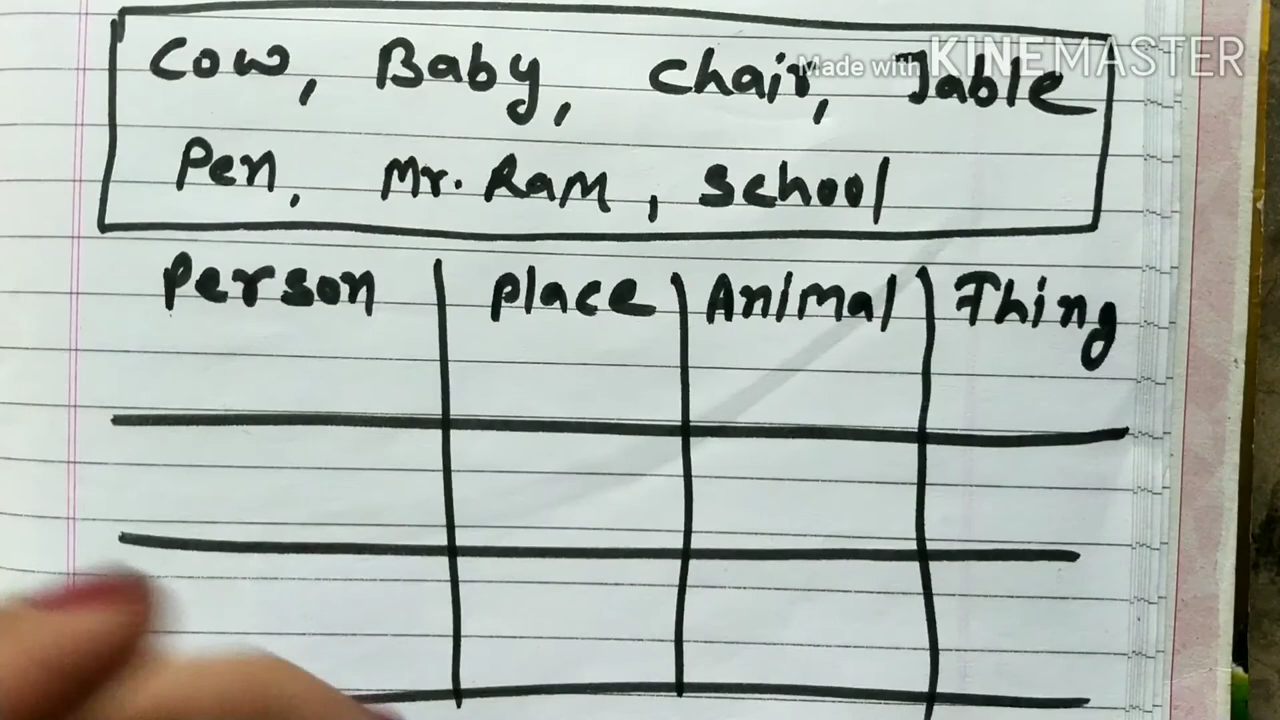 Cow, Baby, Chair, Table
Made with KINEMASTER
Pen, Mr. Ram, School
Person Place Animal Thing